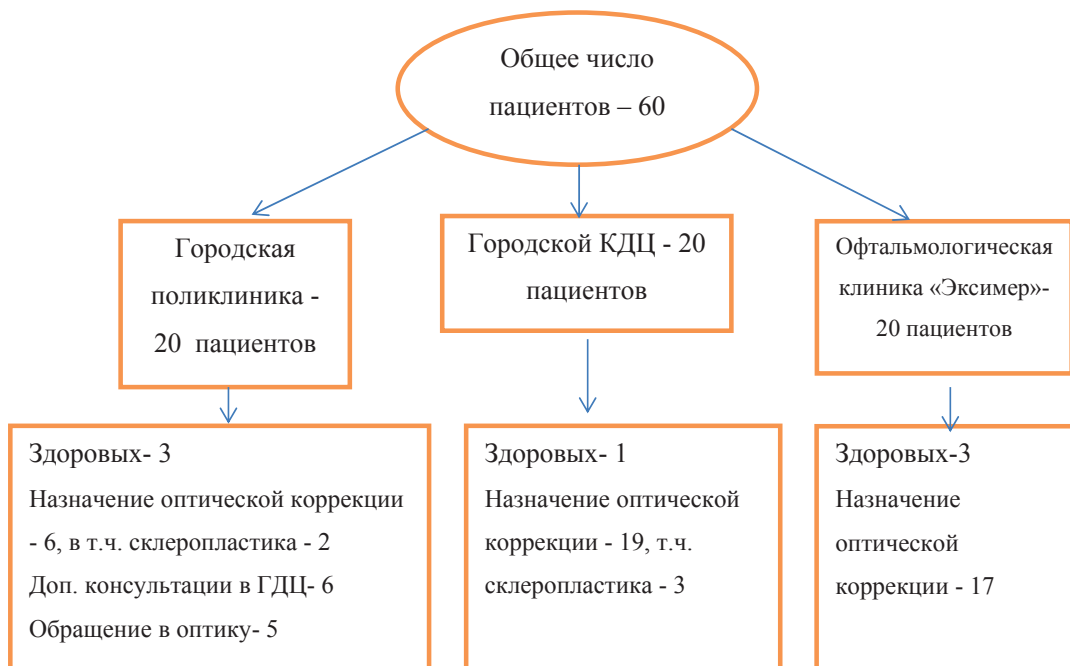 Общее число
пациентов – 60
Городская
поликлиника -
20 пациентов
Городской КДЦ - 20
пациентов
Офтальмологическая
клиника «Эксимер»-
20 пациентов
Здоровых- 3
Назначение оптической коррекции
- 6, в т.ч. склеропластика - 2
Доп. консультации в ГДЦ- 6
Обращение в оптику- 5
Здоровых- 1
Назначение оптической
коррекции - 19, т.ч.
склеропластика - 3
Здоровых-3
Назначение
оптической
коррекции - 17